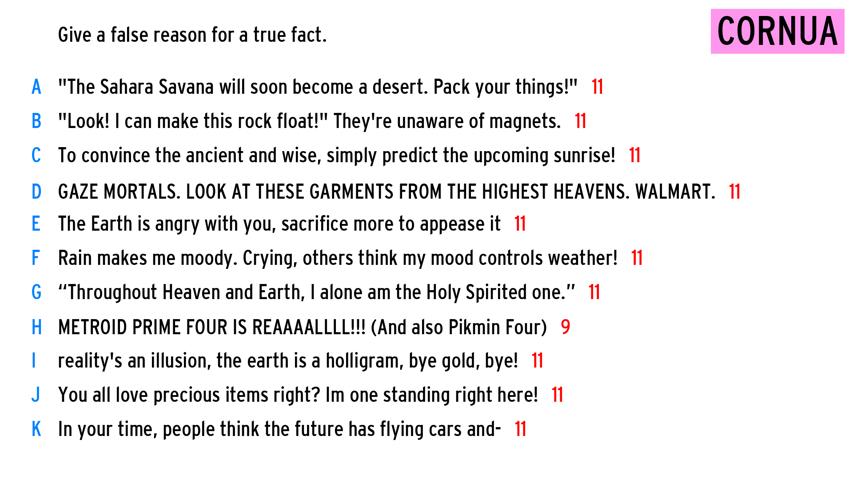 Give a false reason for a true fact.
CORNUA
A "The Sahara Savana will soon become a desert. Pack your things!" 11
B "Look! I can make this rock float!" They're unaware of magnets. 11
C To convince the ancient and wise, simply predict the upcoming sunrise! 11
D GAZE MORTALS. LOOK AT THESE GARMENTS FROM THE HIGHEST HEAVENS. WALMART. 11
E The Earth is angry with you, sacrifice more to appease it 11
F Rain makes me moody. Crying, others think my mood controls weather! 11
G “Throughout Heaven and Earth, I alone am the Holy Spirited one.” 11
H METROID PRIME FOUR IS REAAAALLLL!!! (And also Pikmin Four) 9
I reality's an illusion, the earth is a holligram, bye gold, bye! 11
J You all love precious items right? Im one standing right here! 11
K In your time, people think the future has flying cars and- 11